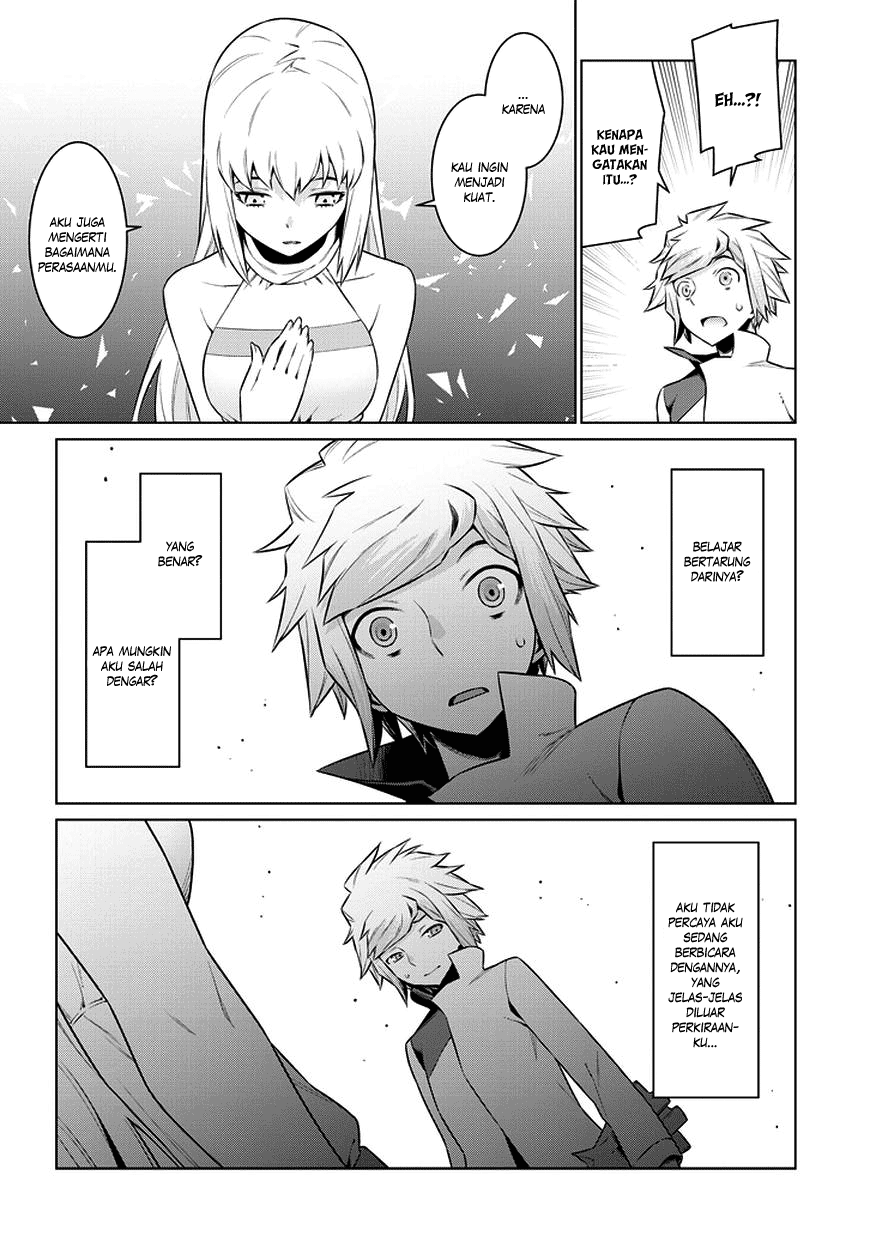 EH...?!
KENAPA
KAU MEN-
GATAKAN
ITU...?
...
KARENA
KAU INGIN
MENJADI
KUAT.
AKU JUGA
MENGERTI
BAGAIMANA
PERASAANMU.
BELAJAR
BERTARUNG
DARINYA?
YANG
BENAR?
APA MUNGKIN
AKU SALAH
DENGAR?
AKU TIDAK
PERCAYA AKU
SEDANG
BERBICARA
DENGANNYA,
YANG
JELAS-JELAS
DILUAR
PERKIRAAN-
KU...